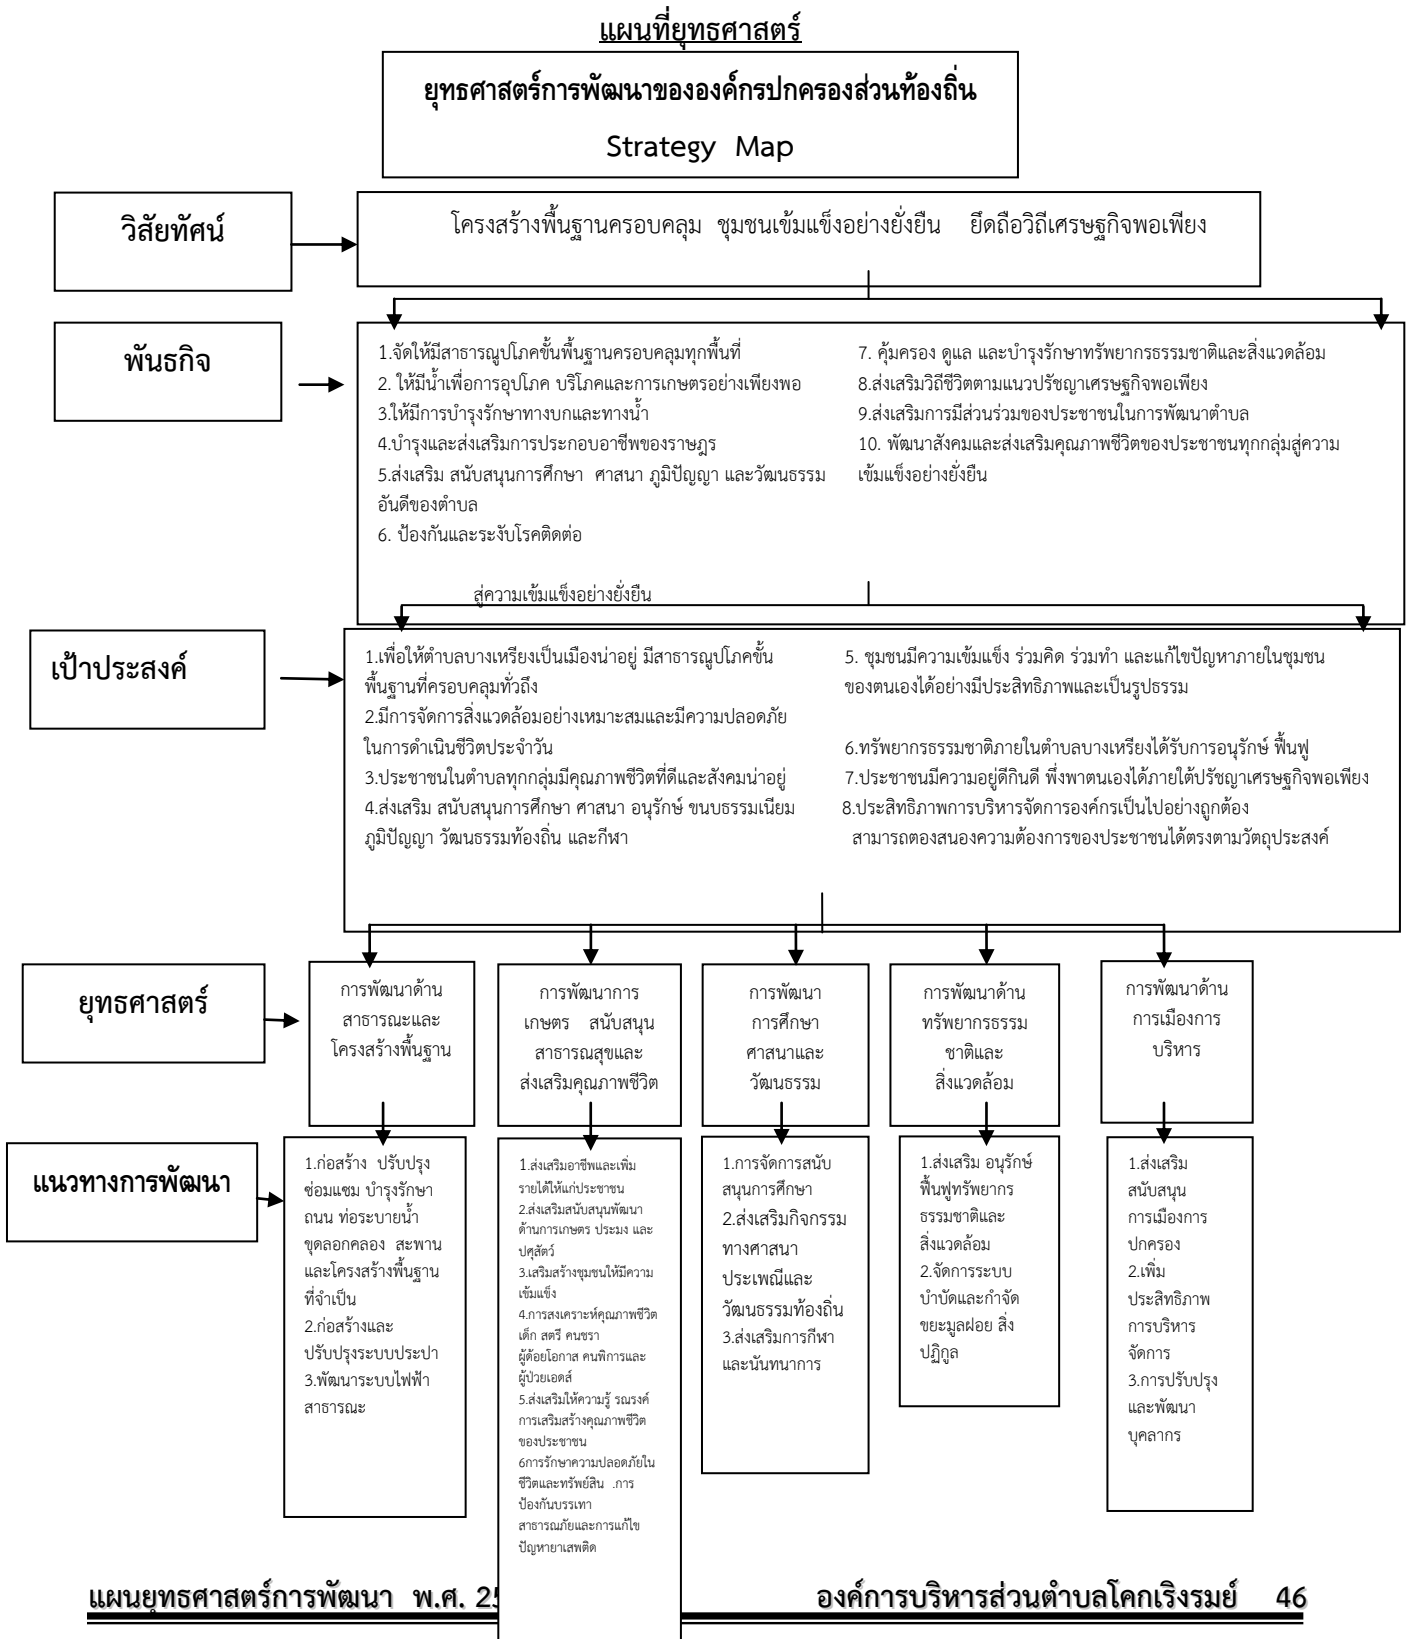 แผนที่ยุทธศาสตร์
ยุทธศาสตร์การพัฒนาขององค์กรปกครองส่วนท้องถิ่น
Strategy Map
วิสัยทัศน์
โครงสร้างพื้นฐานครอบคลุม ชุมชนเข้มแข็งอย่างยั่งยืน ยึดถือวิถีเศรษฐกิจพอเพียง
พันธกิจ
1.จัดให้มีสาธารณูปโภคขั้นพื้นฐานครอบคลุมทุกพื้นที่
2. ให้มีน้ำเพื่อการอุปโภค บริโภคและการเกษตรอย่างเพียงพอ
3.ให้มีการบำรุงรักษาทางบกและทางน้ำ
4.บำรุงและส่งเสริมการประกอบอาชีพของราษฎร
5.ส่งเสริม สนับสนุนการศึกษา ศาสนา ภูมิปัญญา และวัฒนธรรม
อันดีของตำบล
6. ป้องกันและระงับโรคติดต่อ
7. คุ้มครอง ดูแล และบำรุงรักษาทรัพยากรธรรมชาติและสิ่งแวดล้อม
8.ส่งเสริมวิถีชีวิตตามแนวปรัชญาเศรษฐกิจพอเพียง
9.ส่งเสริมการมีส่วนร่วมของประชาชนในการพัฒนาตำบล
10. พัฒนาสังคมและส่งเสริมคุณภาพชีวิตของประชาชนทุกกลุ่มสู่ความ
เข้มแข็งอย่างยั่งยืน
สู่ความเข้มแข็งอย่างยั่งยืน
เป้าประสงค์
1.เพื่อให้ตำบลบางเหรียงเป็นเมืองน่าอยู่ มีสาธารณูปโภคขั้น
พื้นฐานที่ครอบคลุมทั่วถึง
2.มีการจัดการสิ่งแวดล้อมอย่างเหมาะสมและมีความปลอดภัย
ในการดำเนินชีวิตประจำวัน
3.ประชาชนในตำบลทุกกลุ่มมีคุณภาพชีวิตที่ดีและสังคมน่าอยู่
4.ส่งเสริม สนับสนุนการศึกษา ศาสนา อนุรักษ์ ขนบธรรมเนียม
ภูมิปัญญา วัฒนธรรมท้องถิ่น และกีฬา
5. ชุมชนมีความเข้มแข็ง ร่วมคิด ร่วมทำ และแก้ไขปัญหาภายในชุมชน
ของตนเองได้อย่างมีประสิทธิภาพและเป็นรูปธรรม
6.ทรัพยากรธรรมชาติภายในตำบลบางเหรียงได้รับการอนุรักษ์ ฟื้นฟู
7.ประชาชนมีความอยู่ดีกินดี พึ่งพาตนเองได้ภายใต้ปรัชญาเศรษฐกิจพอเพียง
8.ประสิทธิภาพการบริหารจัดการองค์กรเป็นไปอย่างถูกต้อง
สามารถตองสนองความต้องการของประชาชนได้ตรงตามวัตถุประสงค์
ยุทธศาสตร์
การพัฒนาด้าน
สาธารณะและ
โครงสร้างพื้นฐาน
การพัฒนาการ
เกษตร สนับสนุน
สาธารณสุขและ
ส่งเสริมคุณภาพชีวิต
การพัฒนา
การศึกษา
ศาสนาและ
วัฒนธรรม
การพัฒนาด้าน
ทรัพยากรธรรม
ชาติและ
สิ่งแวดล้อม
การพัฒนาด้าน
การเมืองการ
บริหาร
แนวทางการพัฒนา
1.ก่อสร้าง ปรับปรุง
ซ่อมแซม บำรุงรักษา
ถนน ท่อระบายน้ำ
ขุดลอกคลอง สะพาน
และโครงสร้างพื้นฐาน
ที่จำเป็น
2.ก่อสร้างและ
ปรับปรุงระบบประปา
3.พัฒนาระบบไฟฟ้า
สาธารณะ
1.ส่งเสริมอาชีพและเพิ่ม
รายได้ให้แก่ประชาชน
2.ส่งเสริมสนับสนุนพัฒนา
ด้านการเกษตร ประมง และ
ปศุสัตว์
3.เสริมสร้างชุมชนให้มีความ
เข้มแข็ง
4.การสงเคราะห์คุณภาพชีวิต
เด็ก สตรี คนชรา
ผู้ด้อยโอกาส คนพิการและ
ผู้ป่วยเอดส์
5.ส่งเสริมให้ความรู้ รณรงค์
การเสริมสร้างคุณภาพชีวิต
ของประชาชน
6การรักษาความปลอดภัยใน
ชีวิตและทรัพย์สิน .การ
ป้องกันบรรเทา
สาธารณภัยและการแก้ไข
ปัญหายาเสพติด
1.การจัดการสนับ
สนุนการศึกษา
2.ส่งเสริมกิจกรรม
ทางศาสนา
ประเพณีและ
วัฒนธรรมท้องถิ่น
3.ส่งเสริมการกีฬา
และนันทนาการ
1.ส่งเสริม อนุรักษ์
ฟื้นฟูทรัพยากร
ธรรมชาติและ
สิ่งแวดล้อม
2.จัดการระบบ
บำบัดและกำจัด
ขยะมูลฝอย สิ่ง
ปฏิกูล
1.ส่งเสริม
สนับสนุน
การเมืองการ
ปกครอง
2.เพิ่ม
ประสิทธิภาพ
การบริหาร
จัดการ
3.การปรับปรุง
และพัฒนา
บุคลากร
แผนยุทธศาสตร์การพัฒนา พ.ศ. องค์การบริหารส่วนตำบลโคกเริงรมย์ 46